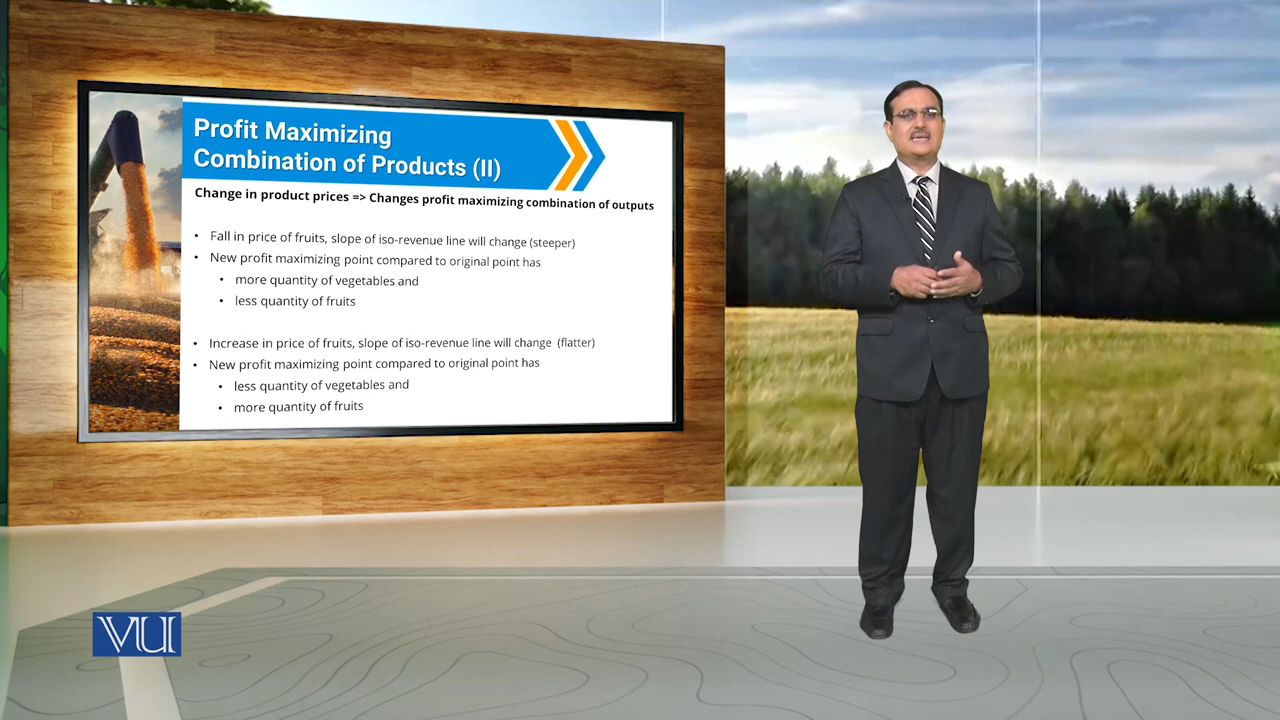 Profit Maximizing
Combination of Products (II)
Change in product prices => Changes profit maximizing combination of outputs
• Fall in price of fruits, slope of iso-revenue line will change (steeper)
• New profit maximizing point compared to original point has
• more quantity of vegetables and
• less quantity of fruits
• Increase in price of fruits, slope of iso-revenue line will change (flatter)
• New profit maximizing point compared to original point has
• less quantity of vegetables and
• more quantity of fruits
VU